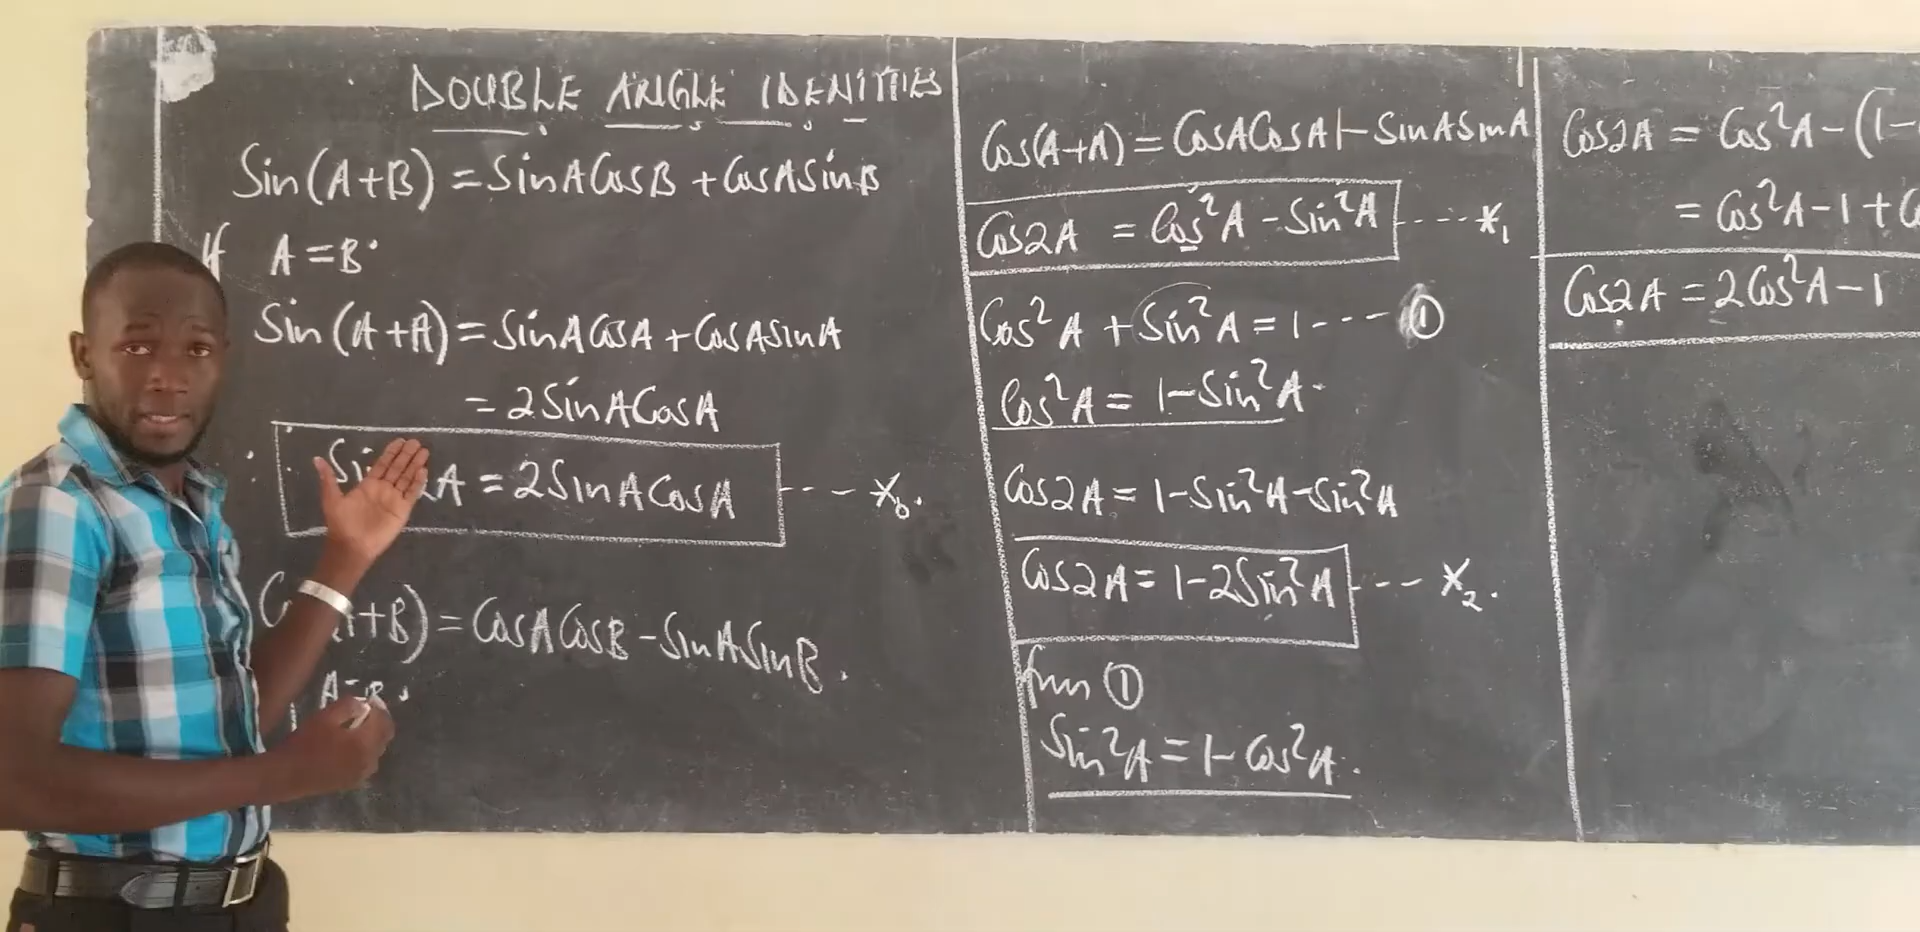 DOUBLE ANGLE IDENITIES
Sin(A+B) = SinACosB + CosASinB
If A = B.
Sin(A+A) = SinACosA + CosASinA
= 2SinACosA
2A = 2SinACosA --- X₀.
+B) = CosACosB - SinASinB.
A=B.
Cos(A+A) = CosACosA - SinASinA
Cos2A = Cos²A - Sin²A ---- X₁
Cos²A + Sin²A = 1 --- ①
Cos²A = 1-Sin²A
Cos2A = 1-Sin²A-Sin²A
Cos2A = 1-2Sin²A --- X₂.
from ①
Sin²A = 1-Cos²A.
Cos2A = Cos²A-(1-
= Cos²A-1+
Cos2A = 2Cos²A-1